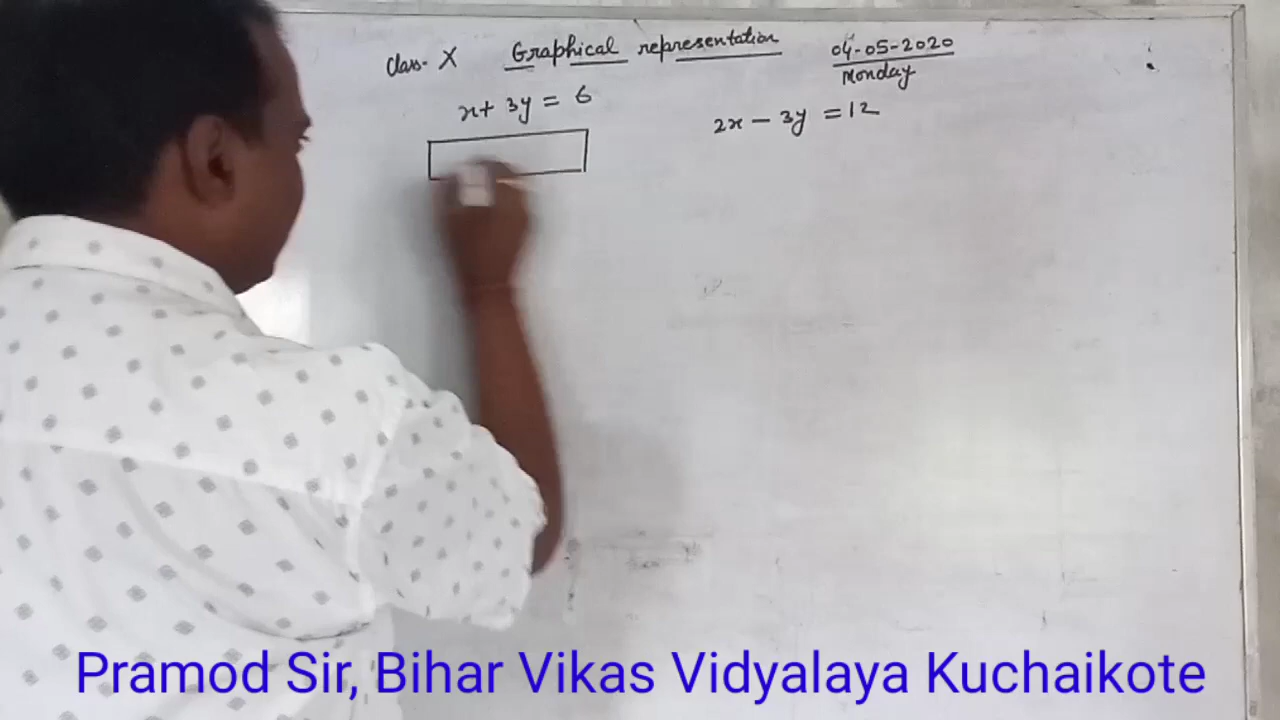 Class- X Graphical representation 04-05-2020
Monday
x + 3y = 6
2x - 3y = 12
Pramod Sir, Bihar Vikas Vidyalaya Kuchaikote